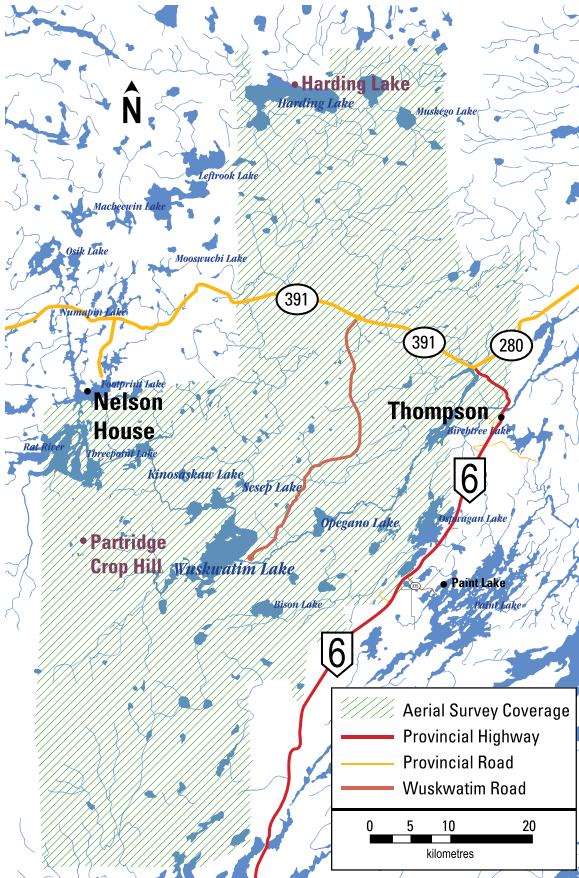 Harding Lake
Harding Lake
Muskego Lake
N
Leftrook Lake
Macheewin Lake
Osik Lake
Mooswuchi Lake
391
Numapin Lake
391
280
Footprint Lake
Nelson
House
Thompson
Birchtree Lake
Rat River
Threepoint Lake
Kinosaskaw Lake
6
Sesep Lake
Opegano Lake
Ospwagan Lake
Partridge
Crop Hill
Wuskwatim Lake
Paint Lake
Paint Lake
Bison Lake
6
Aerial Survey Coverage
Provincial Highway
Provincial Road
Wuskwatim Road
0 5 10 20
kilometres